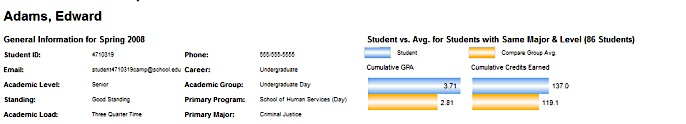 Adams, Edward
General Information for Spring 2008
Student ID: 4710319 Phone: 555/555-5555
Email: student4710319camp@school.edu Career: Undergraduate
Academic Level: Senior Academic Group: Undergraduate Day
Standing: Good Standing Primary Program: School of Human Services (Day)
Academic Load: Three Quarter Time Primary Major: Criminal Justice
Student vs. Avg. for Students with Same Major & Level (86 Students)
Student Compare Group Avg.
Cumulative GPA Cumulative Credits Earned
3.71 137.0
2.81 119.1